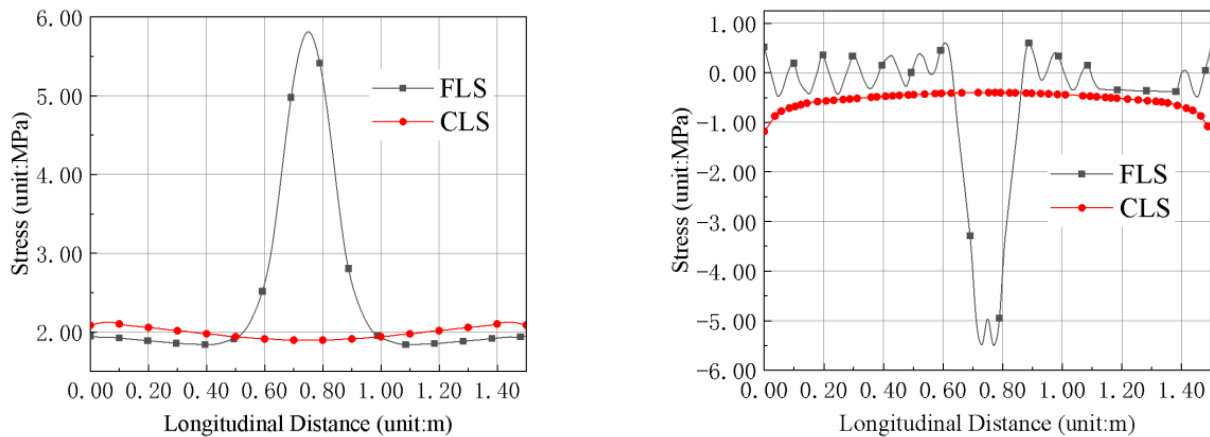 6.00
5.00
4.00
3.00
2.00
Stress (unit:MPa)
FLS
CLS
0.00 0.20 0.40 0.60 0.80 1.00 1.20 1.40
Longitudinal Distance (unit:m)
1.00
0.00
-1.00
-2.00
-3.00
-4.00
-5.00
-6.00
Stress (unit:MPa)
FLS
CLS
0.00 0.20 0.40 0.60 0.80 1.00 1.20 1.40
Longitudinal Distance (unit:m)